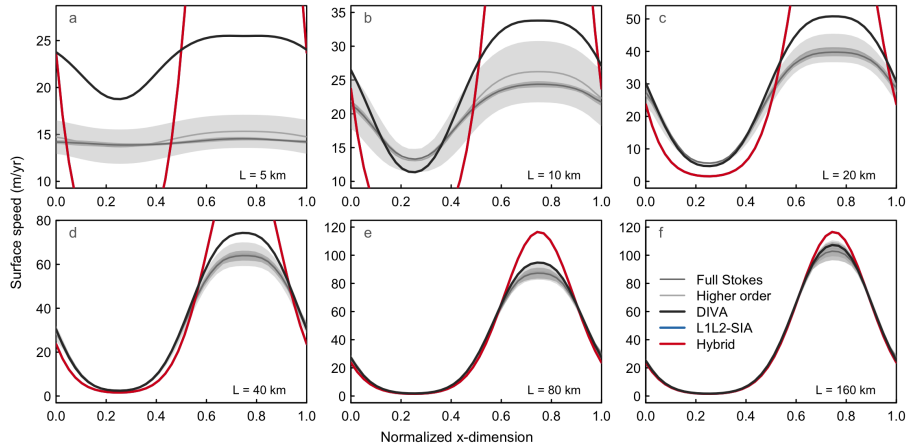 a
b
c
25
20
15
10
35
30
25
20
15
10
50
40
30
20
10
0
L = 5 km
L = 10 km
L = 20 km
0.0 0.2 0.4 0.6 0.8 1.0
0.0 0.2 0.4 0.6 0.8 1.0
0.0 0.2 0.4 0.6 0.8 1.0
Surface speed (m/yr)
d
e
f
80
60
40
20
0
120
100
80
60
40
20
0
120
100
80
60
40
20
0
Full Stokes
Higher order
DIVA
L1L2-SIA
Hybrid
L = 40 km
L = 80 km
L = 160 km
0.0 0.2 0.4 0.6 0.8 1.0
0.0 0.2 0.4 0.6 0.8 1.0
0.0 0.2 0.4 0.6 0.8 1.0
Normalized x-dimension